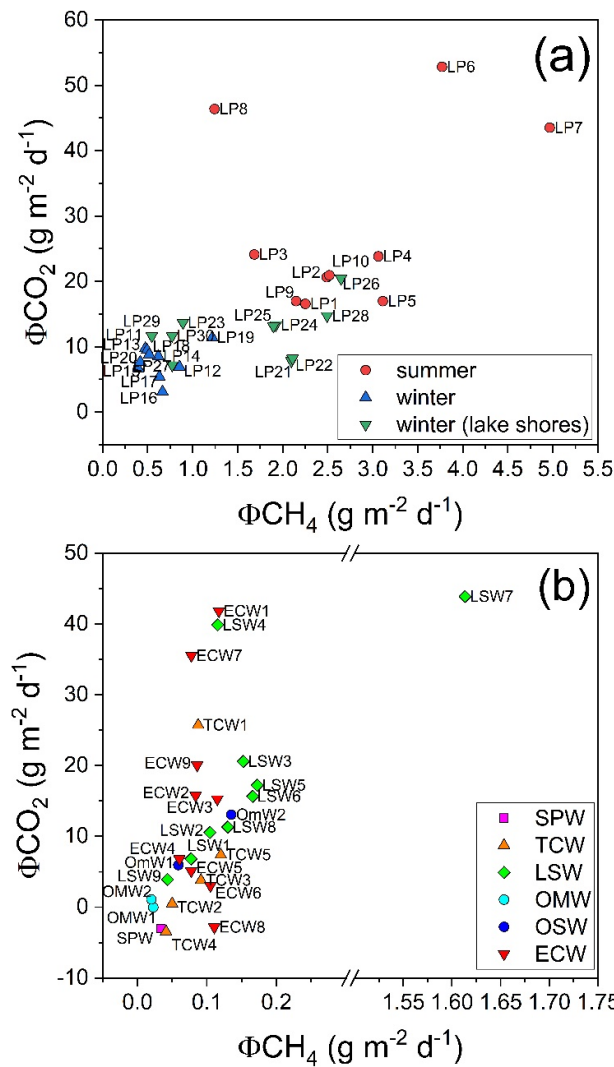 (a)
ΦCO2 (g m-2 d-1)
60
50
40
30
20
10
0
LP6
LP8
LP7
LP3
LP4
LP2
LP10
LP26
LP9
LP1
LP5
LP25
LP24
LP28
LP29
LP23
LP11
LP30
LP19
LP13
LP18
LP14
LP20
LP27
LP12
LP21
LP22
LP17
LP16
summer
winter
winter (lake shores)
0.0 0.5 1.0 1.5 2.0 2.5 3.0 3.5 4.0 4.5 5.0 5.5
ΦCH4 (g m-2 d-1)
(b)
ΦCO2 (g m-2 d-1)
50
40
30
20
10
0
-10
LSW7
ECW1
LSW4
ECW7
TCW1
ECW9
LSW3
ECW2
LSW5
ECW3
LSW6
OmW2
LSW2
LSW8
ECW4
LSW1
TCW5
OmW1
ECW5
LSW9
TCW3
OMW2
ECW6
TCW2
OMW1
SPW
TCW4
ECW8
SPW
TCW
LSW
OMW
OSW
ECW
0.0 0.1 0.2 1.55 1.60 1.65 1.70 1.75
ΦCH4 (g m-2 d-1)